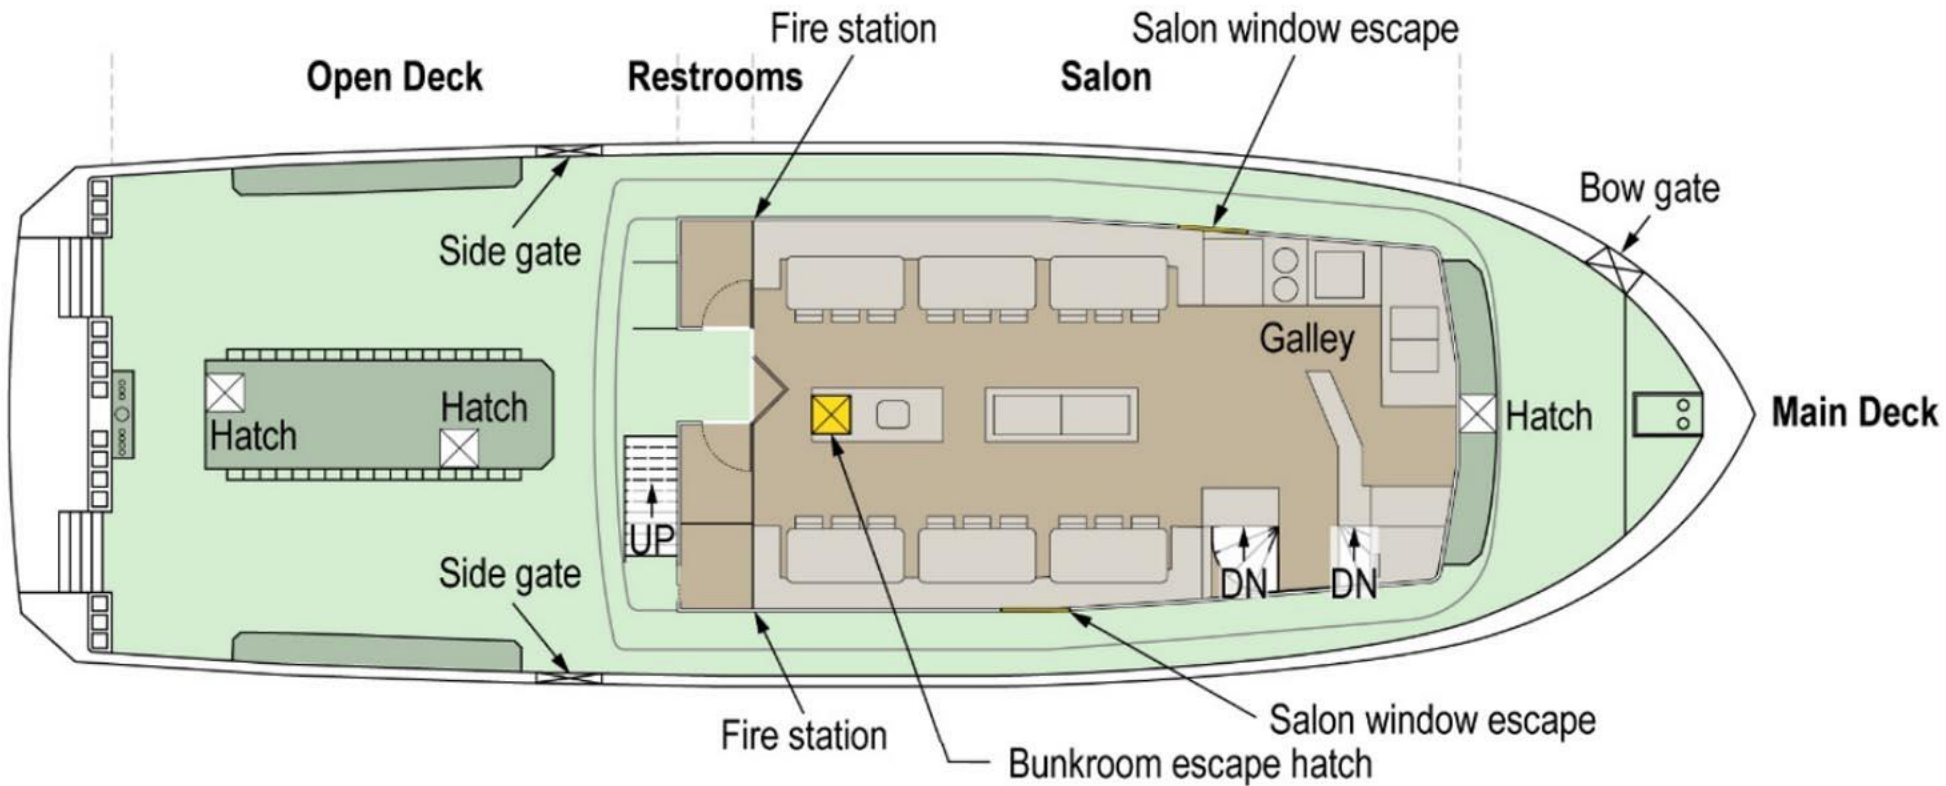 Fire station
Salon window escape
Open Deck
Restrooms
Salon
Bow gate
Side gate
Galley
Hatch
Hatch
Hatch
Main Deck
UP
Side gate
DN
DN
Fire station
Salon window escape
Bunkroom escape hatch